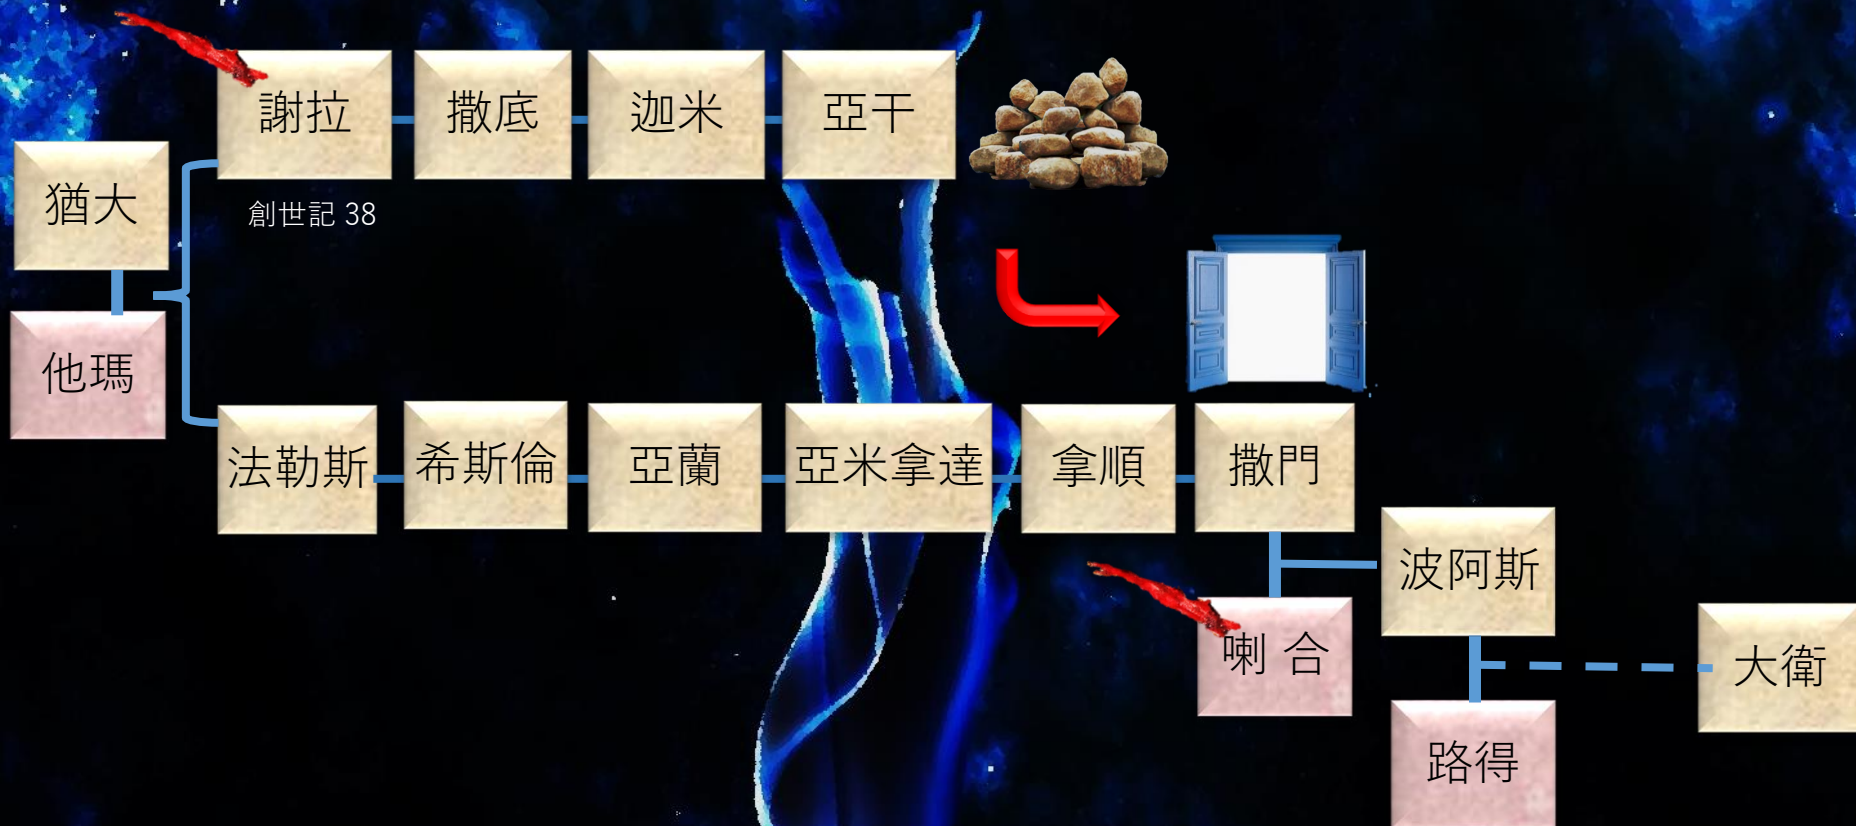 謝拉
撒底
迦米
亞干
猶大
創世記 38
他瑪
法勒斯
希斯倫
亞蘭
亞米拿達
拿順
撒門
波阿斯
喇 合
大衛
路得